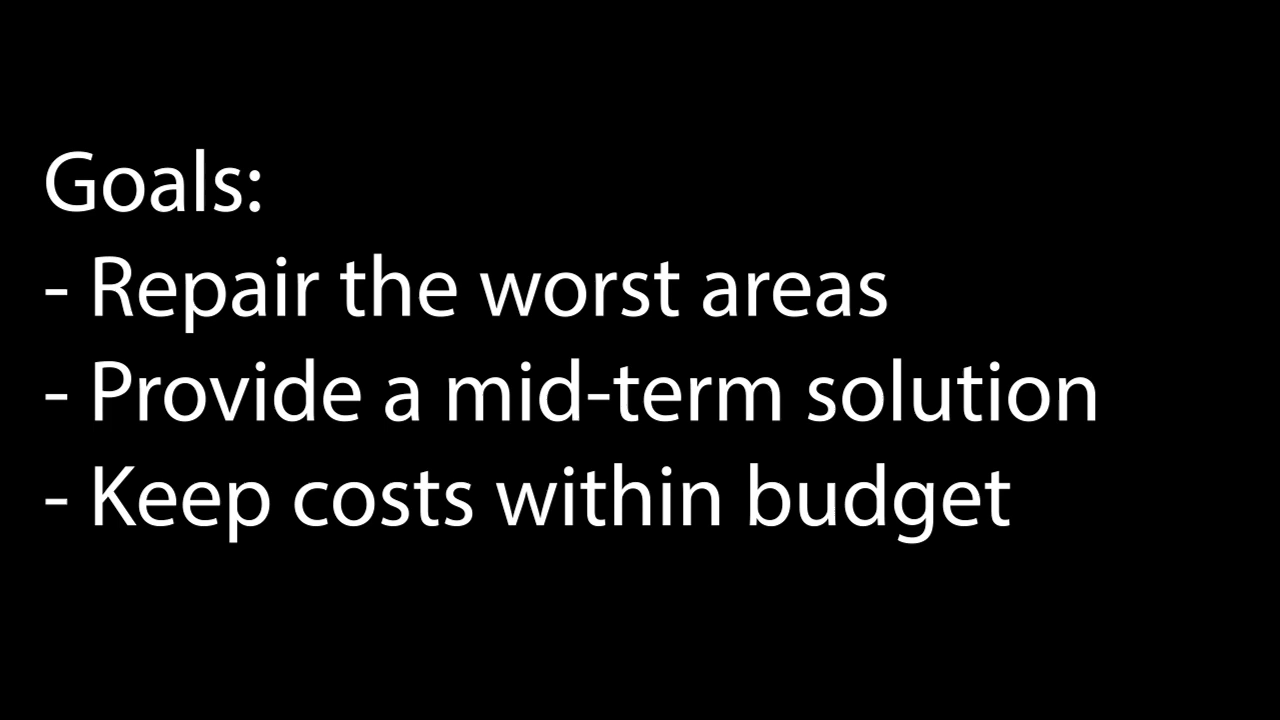 Goals:
- Repair the worst areas
- Provide a mid-term solution
- Keep costs within budget